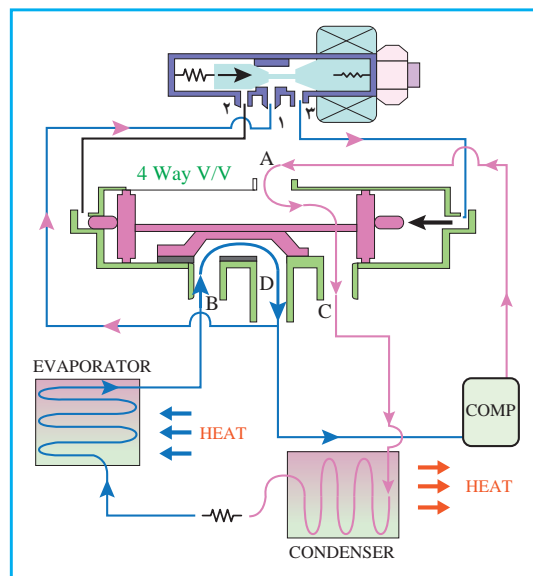 ۲
۱
۳
A
4 Way V/V
B
D
C
EVAPORATOR
HEAT
COMP
HEAT
CONDENSER